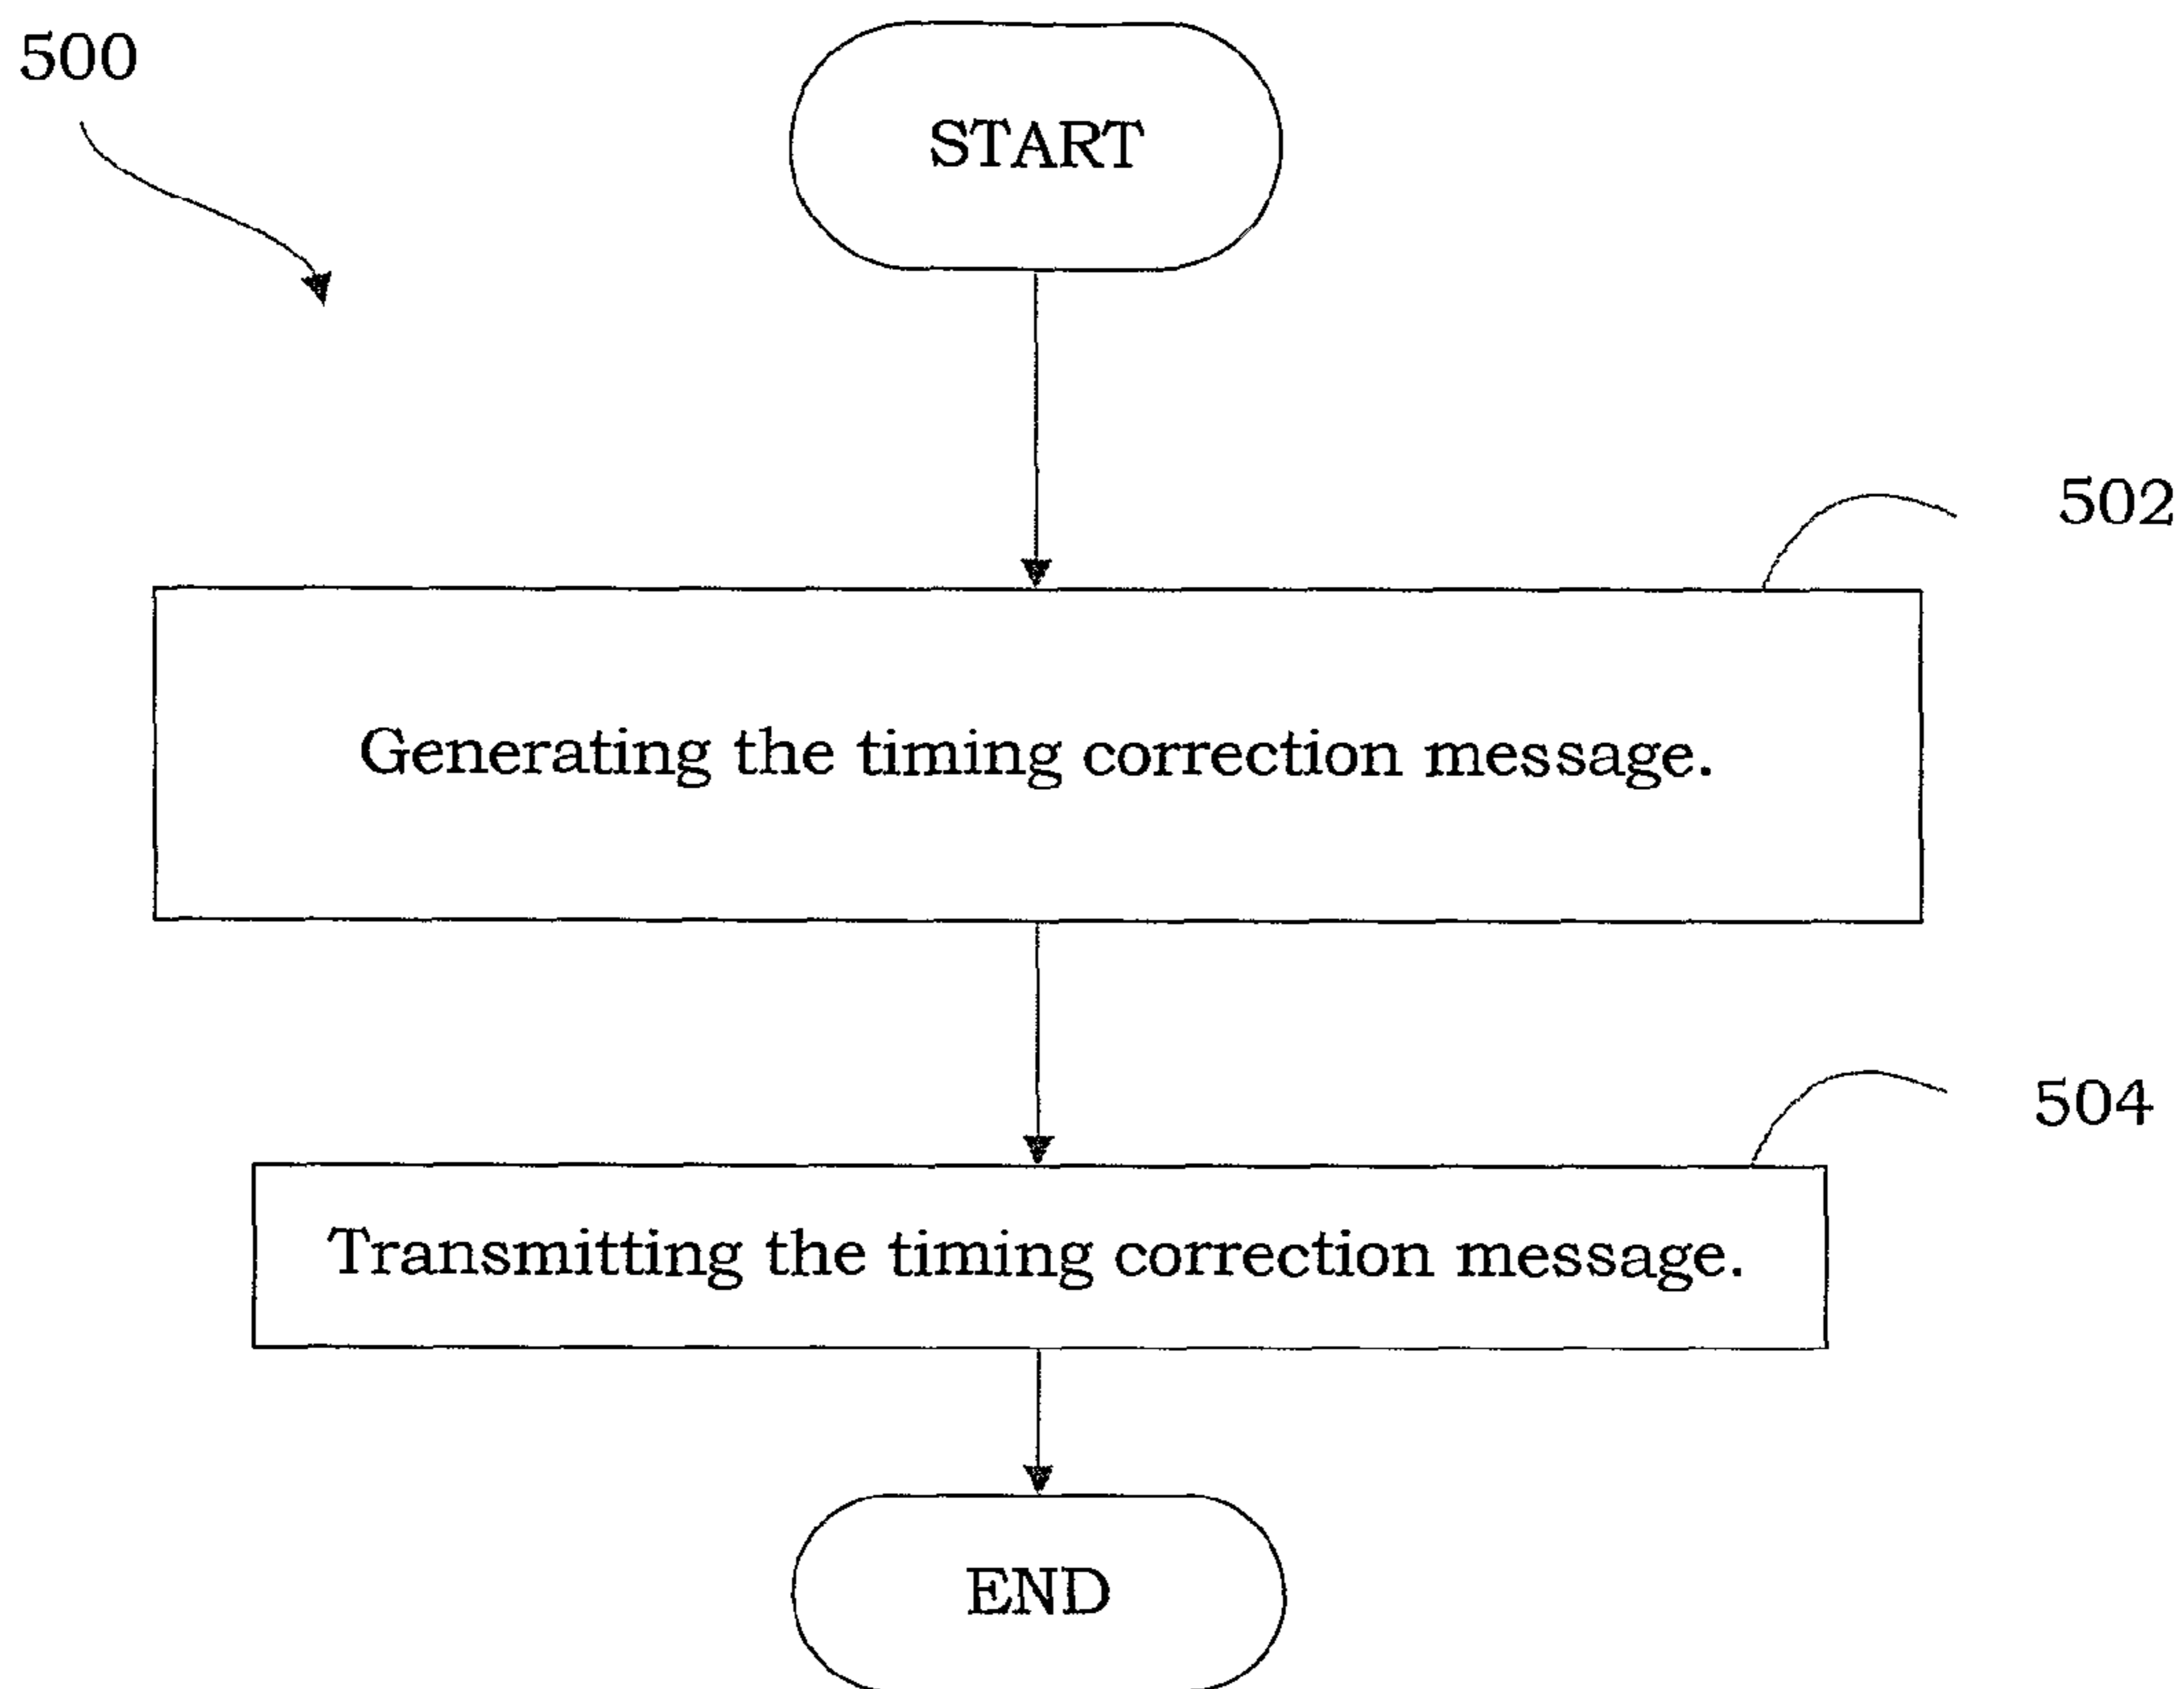 500
START
502
Generating the timing correction message.
504
Transmitting the timing correction message.
END